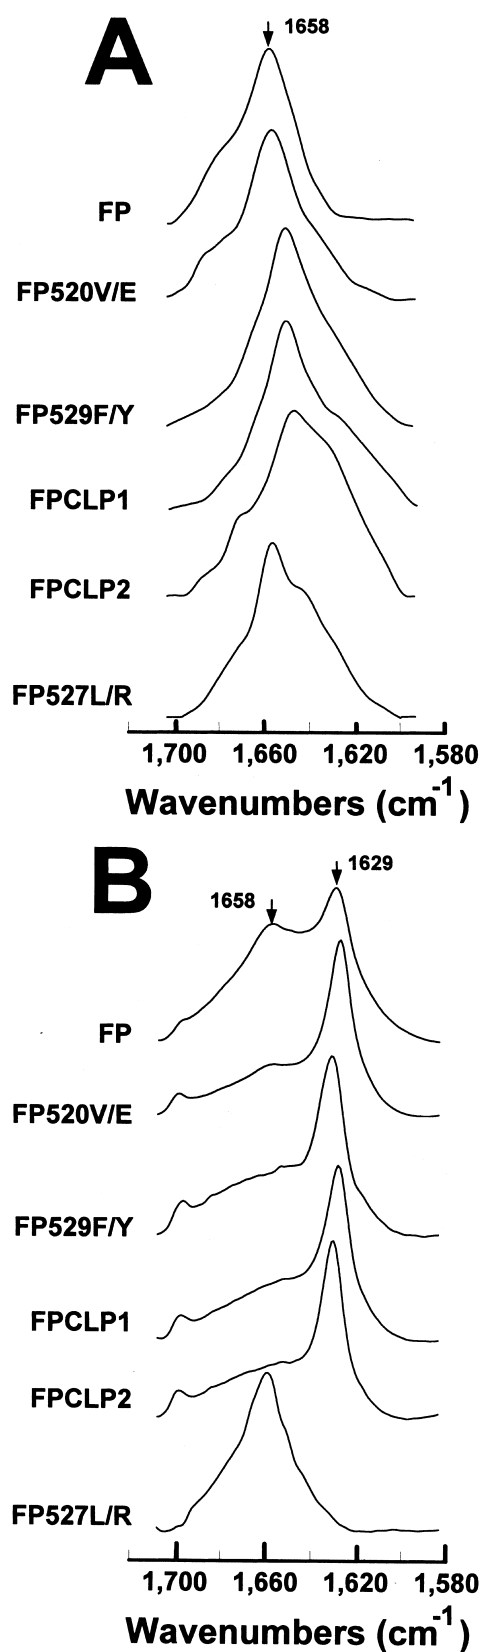 A
1658
FP
FP520V/E
FP529F/Y
FPCLP1
FPCLP2
FP527L/R
1,700 1,660 1,620 1,580
Wavenumbers (cm-1)
B
1629
1658
FP
FP520V/E
FP529F/Y
FPCLP1
FPCLP2
FP527L/R
1,700 1,660 1,620 1,580
Wavenumbers (cm-1)